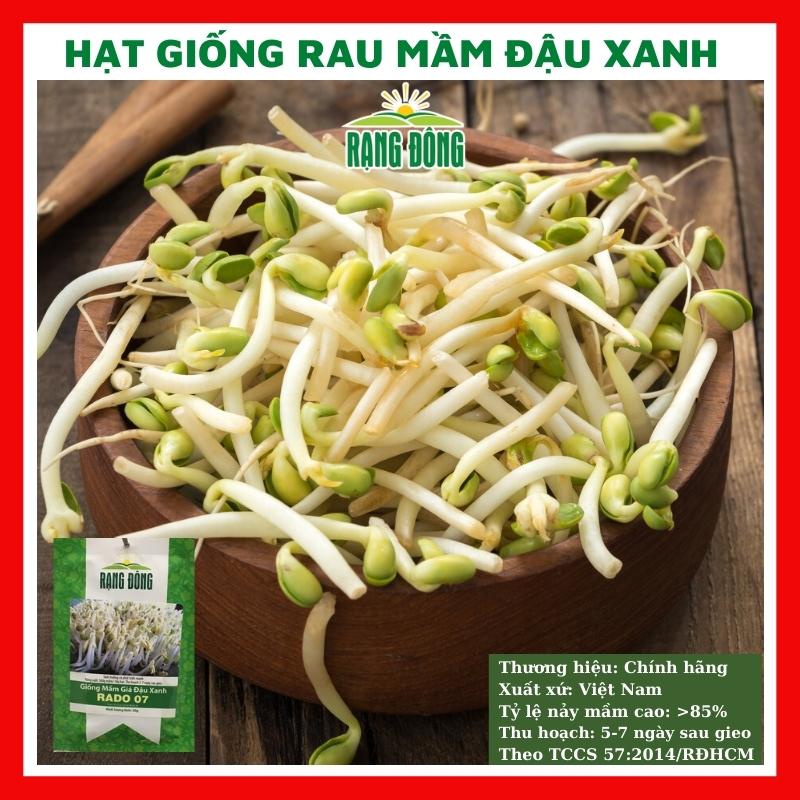 HẠT GIỐNG RAU MẦM ĐẬU XANH
RẠNG ĐÔNG
RẠNG ĐÔNG
Giống Mầm Giá Đậu Xanh
RADO 07
Thương hiệu: Chính hãng
Xuất xứ: Việt Nam
Tỷ lệ nảy mầm cao: >85%
Thu hoạch: 5-7 ngày sau gieo
Theo TCCS 57:2014/RĐHCM